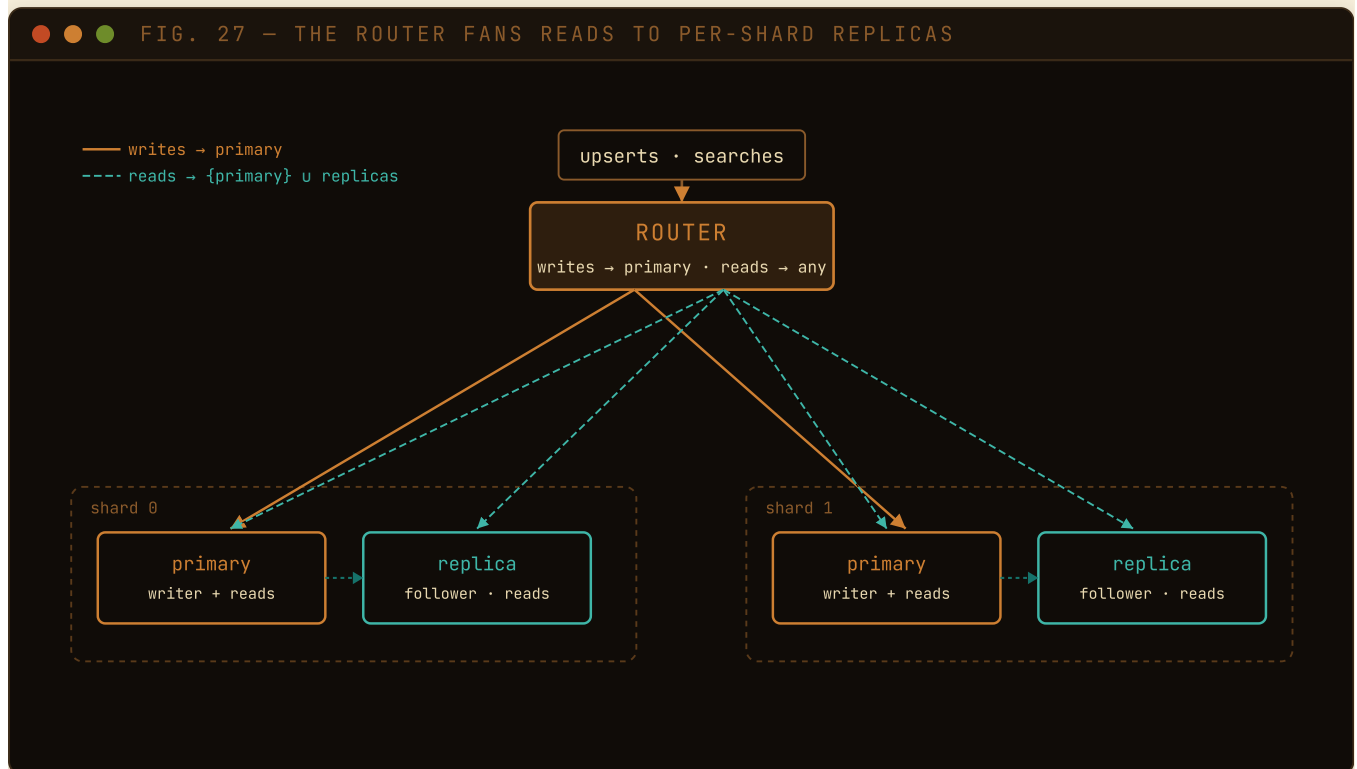 FIG. 27 — THE ROUTER FANS READS TO PER-SHARD REPLICAS
writes → primary
reads → {primary} ∪ replicas
upserts · searches
ROUTER
writes → primary · reads → any
shard 0
primary
writer + reads
replica
follower · reads
shard 1
primary
writer + reads
replica
follower · reads